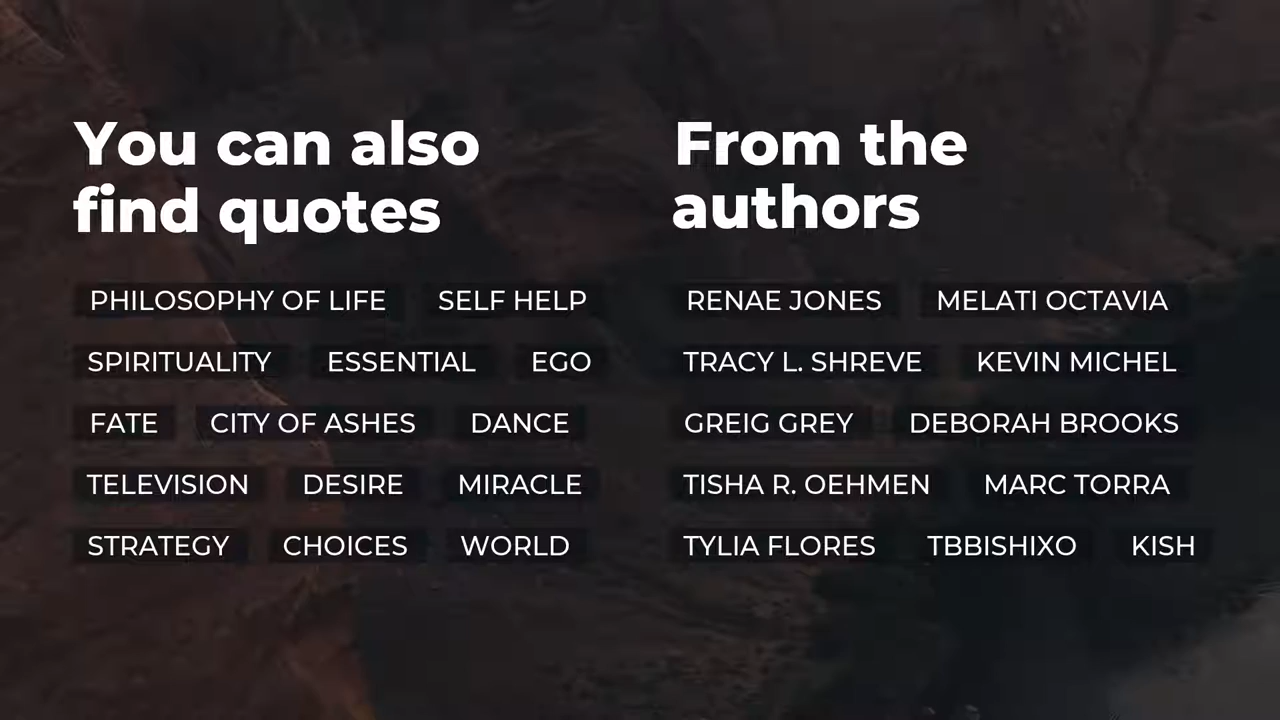 You can also
find quotes
PHILOSOPHY OF LIFE SELF HELP
SPIRITUALITY ESSENTIAL EGO
FATE CITY OF ASHES DANCE
TELEVISION DESIRE MIRACLE
STRATEGY CHOICES WORLD
From the
authors
RENAE JONES MELATI OCTAVIA
TRACY L. SHREVE KEVIN MICHEL
GREIG GREY DEBORAH BROOKS
TISHA R. OEHMEN MARC TORRA
TYLIA FLORES TBBISHIXO KISH